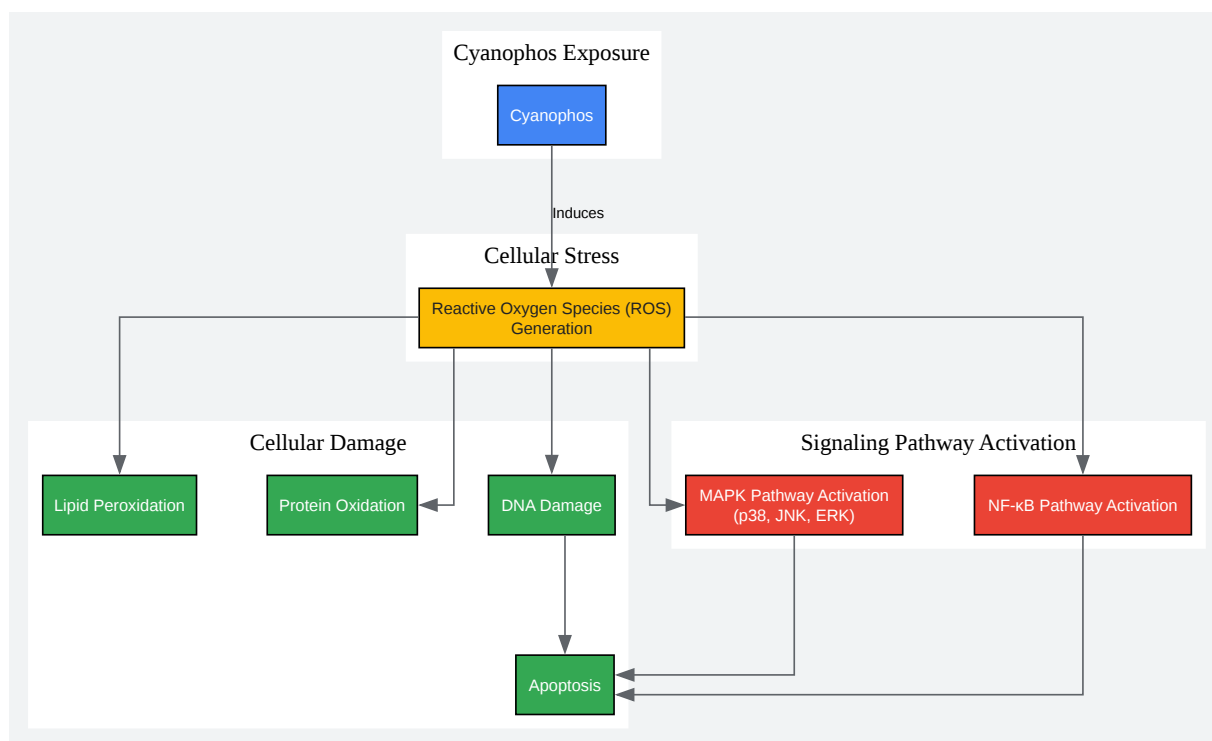 Cyanophos Exposure
Cyanophos
Induces
Cellular Stress
Reactive Oxygen Species (ROS)
Generation
Cellular Damage
Signaling Pathway Activation
Lipid Peroxidation
Protein Oxidation
DNA Damage
MAPK Pathway Activation
(p38, JNK, ERK)
NF-κB Pathway Activation
Apoptosis